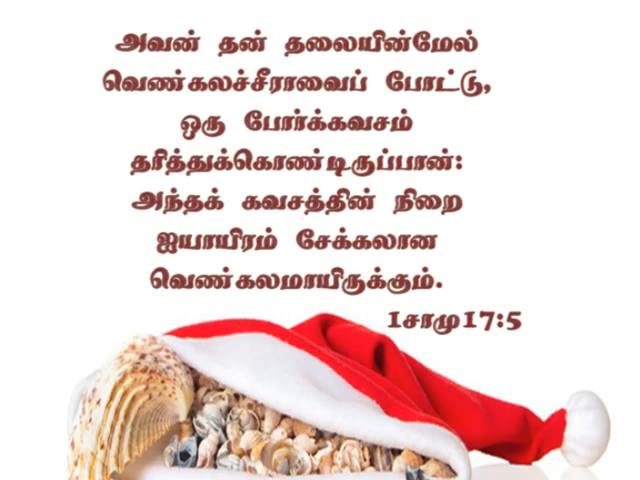 அவன் தன் தலையின்மேல்
வெண்கலச்சீராவைப் போட்டு,
ஒரு போர்க்கவசம்
தரித்துக்கொண்டிருப்பான்:
அந்தக் கவசத்தின் நிறை
ஐயாயிரம் சேக்கலான
வெண்கலமாயிருக்கும்.
1சாமு17:5